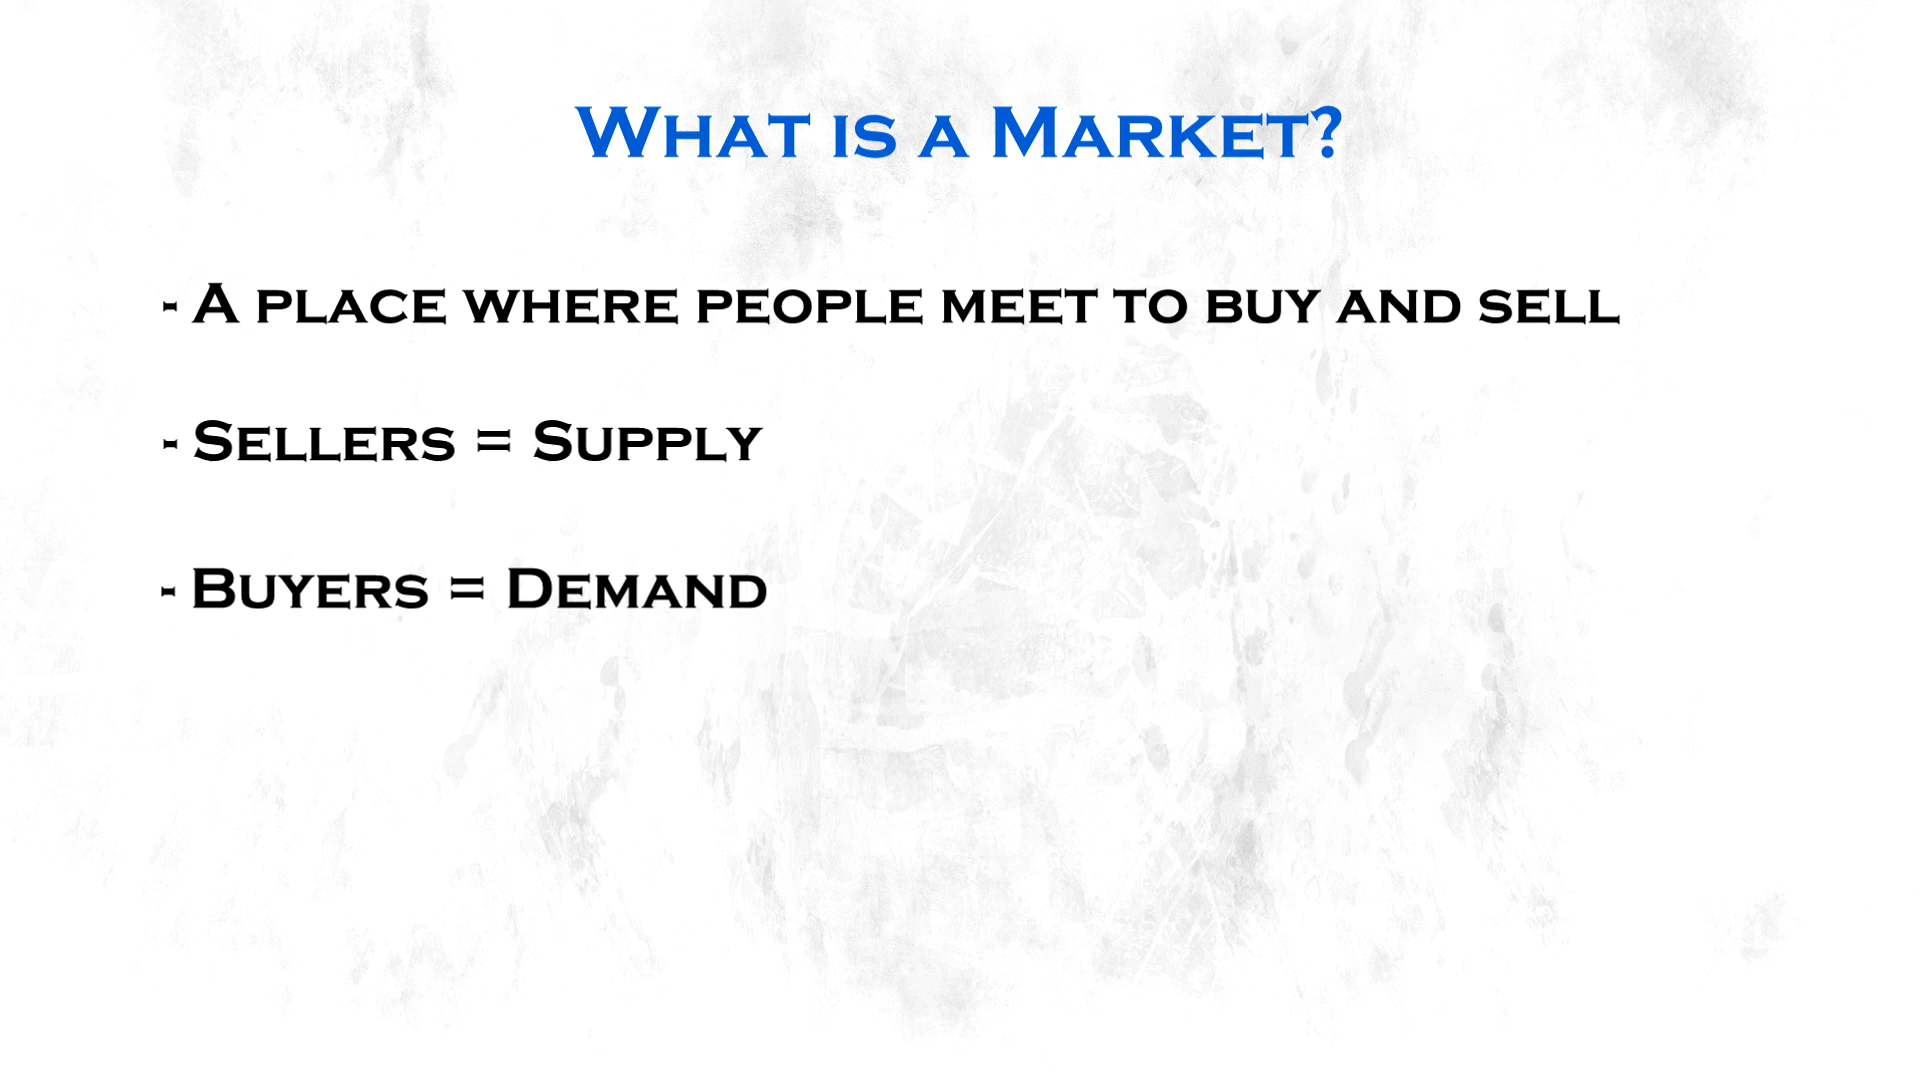 What is a Market?
- A place where people meet to buy and sell
- Sellers = Supply
- Buyers = Demand